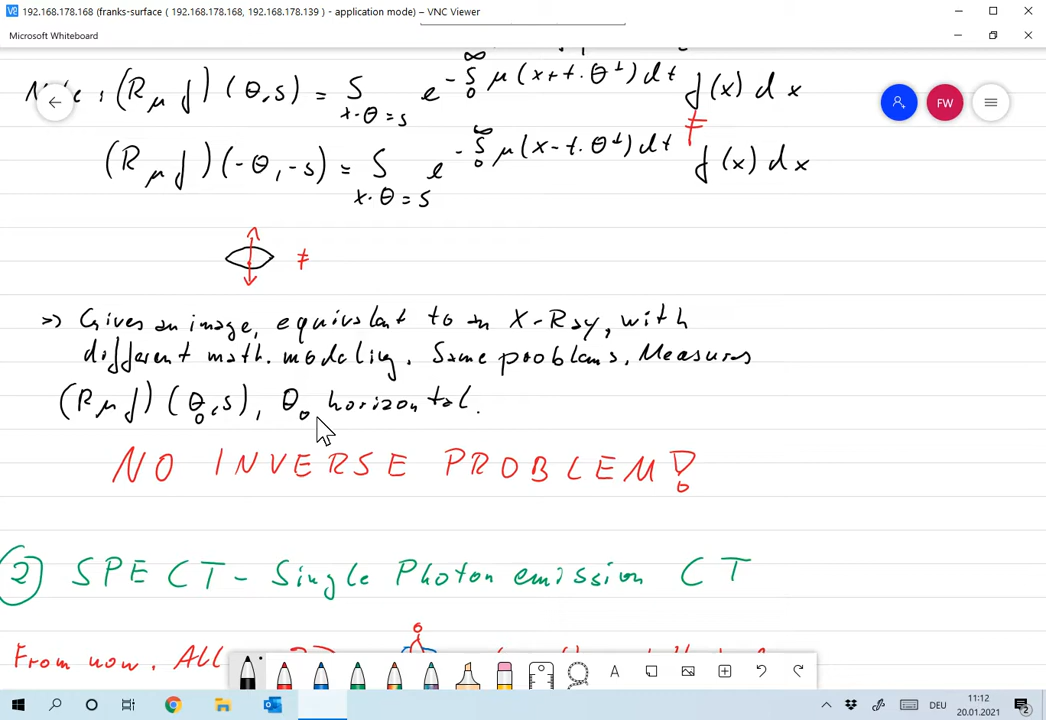 192.168.178.168 (franks-surface ( 192.168.178.168, 192.168.178.139 ) - application mode) – VNC Viewer
Microsoft Whiteboard
(R_μ f)(θ,s) = ∫_{x·θ=s} e^{-∫_0^∞ μ(x+t·θ^⊥)dt} f(x) dx
≠
(R_μ f)(-θ,-s) = ∫_{x·θ=s} e^{-∫_0^∞ μ(x-t·θ^⊥)dt} f(x) dx
≠
FW
=> Gives an image, equivalent to an X-Ray, with
different math. modeling. Same problems. Measures
(R_μ f)(θ_0,s), θ_0 horizontal.
NO INVERSE PROBLEM!
2) SPECT - Single Photon emission CT
From now. All
A
DEU
11:12
20.01.2021
2